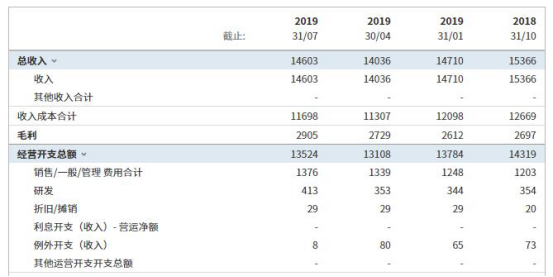 2019 2019 2019 2018
截止: 31/07 30/04 31/01 31/10
总收入 14603 14036 14710 15366
收入 14603 14036 14710 15366
其他收入合计 - - - -
收入成本合计 11698 11307 12098 12669
毛利 2905 2729 2612 2697
经营开支总额 13524 13108 13784 14319
销售/一般/管理 费用合计 1376 1339 1248 1203
研发 413 353 344 354
折旧/摊销 29 29 29 20
利息开支（收入）- 营运净额 - - - -
例外开支（收入） 8 80 65 73
其他运营开支开支总额 - - - -